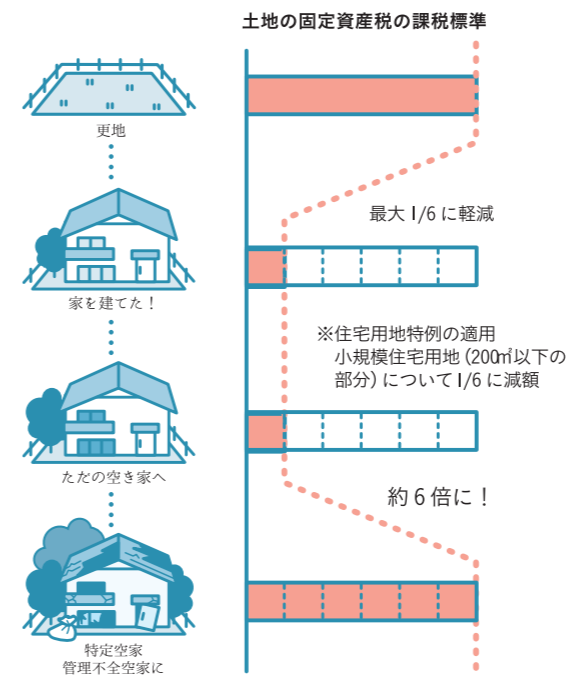 土地の固定資産税の課税標準
更地
最大1/6に軽減
家を建てた！
※住宅用地特例の適用
小規模住宅用地（200㎡以下の
部分）について1/6に減額
ただの空き家へ
約6倍に！
特定空家
管理不全空家に